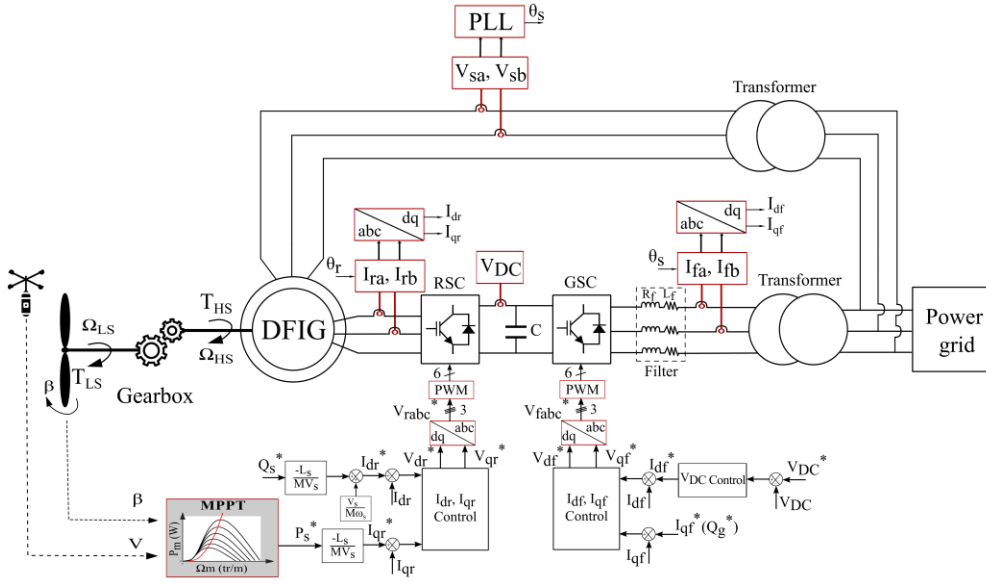 PLL
θs
Vsa, Vsb
Transformer
dq
abc
Idr
Iqr
dq
abc
Idf
Iqf
θr
Ira, Irb
RSC
VDC
GSC
θs
Ifa, Ifb
Transformer
Rf Lf
THS
ΩLS
DFIG
C
Power
grid
ΩHS
TLS
Gearbox
β
Filter
6
6
PWM
PWM
Vrabc*
3
Vfabc*
3
abc
dq
abc
dq
Vdr*
Vqr*
Vdf*
Vqf*
Qs*
-Ls
MVs
Idr*
Idr
Vs
Mωs
Idr, Iqr
Control
Idf, Iqf
Control
Idf*
Idf
VDC Control
VDC*
VDC
β
MPPT
Pm (W)
Ωm (tr/m)
V
Ps*
-Ls
MVs
Iqr*
Iqr
Iqf* (Qg*)
Iqf